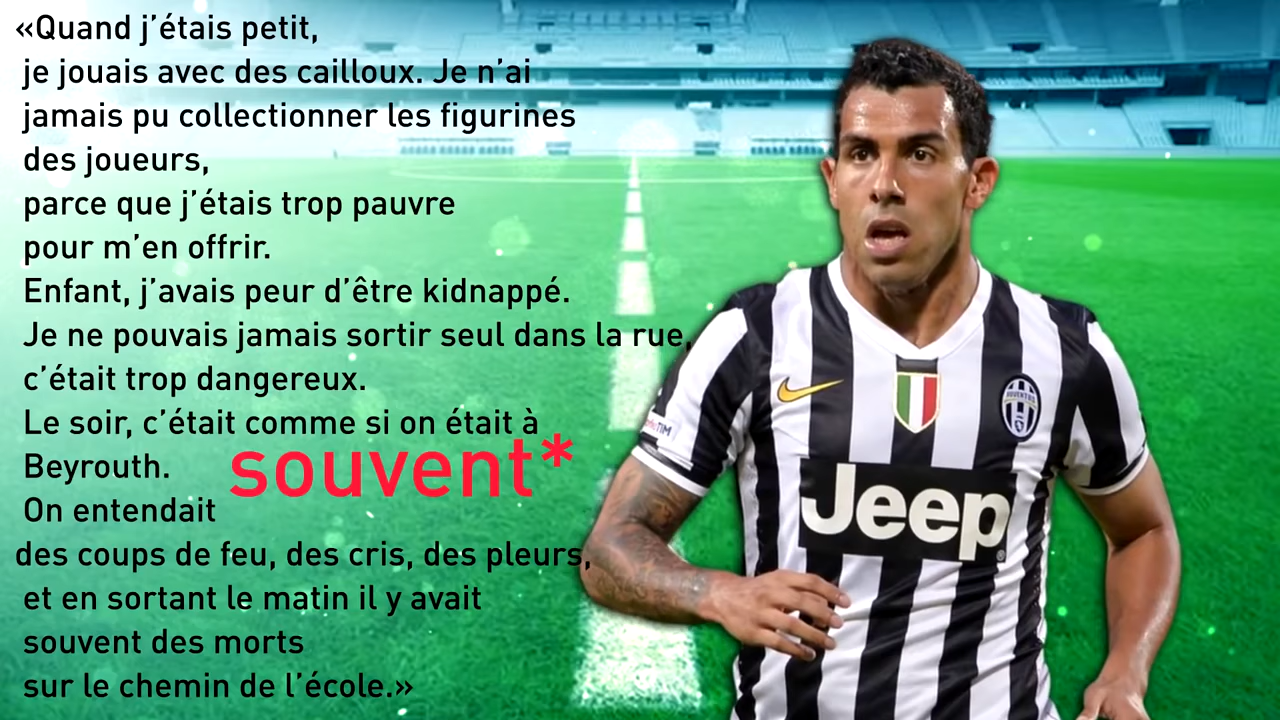 «Quand j’étais petit,
je jouais avec des cailloux. Je n’ai
jamais pu collectionner les figurines
des joueurs,
parce que j’étais trop pauvre
pour m’en offrir.
Enfant, j’avais peur d’être kidnappé.
Je ne pouvais jamais sortir seul dans la rue,
c’était trop dangereux.
Le soir, c’était comme si on était à
Beyrouth.
souvent*
On entendait
des coups de feu, des cris, des pleurs,
et en sortant le matin il y avait
souvent des morts
sur le chemin de l’école.»
JUVENTUS
TIM
Jeep